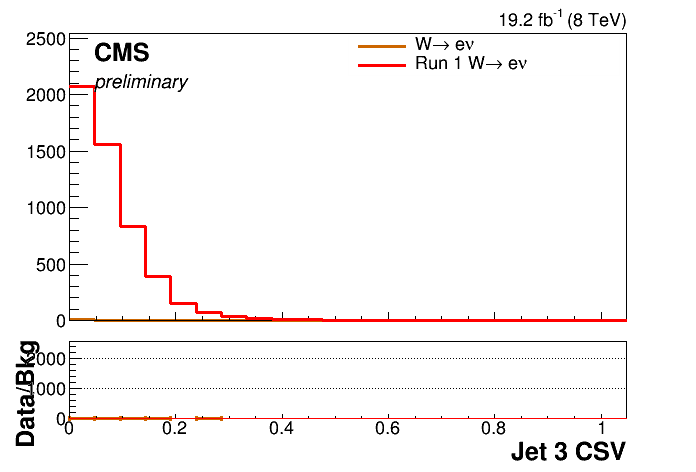 19.2 fb⁻¹ (8 TeV)
2500
CMS
preliminary
W→ eν
Run 1 W→ eν
2000
1500
1000
500
0
Data/Bkg
2000
1000
0
0 0.2 0.4 0.6 0.8 1
Jet 3 CSV